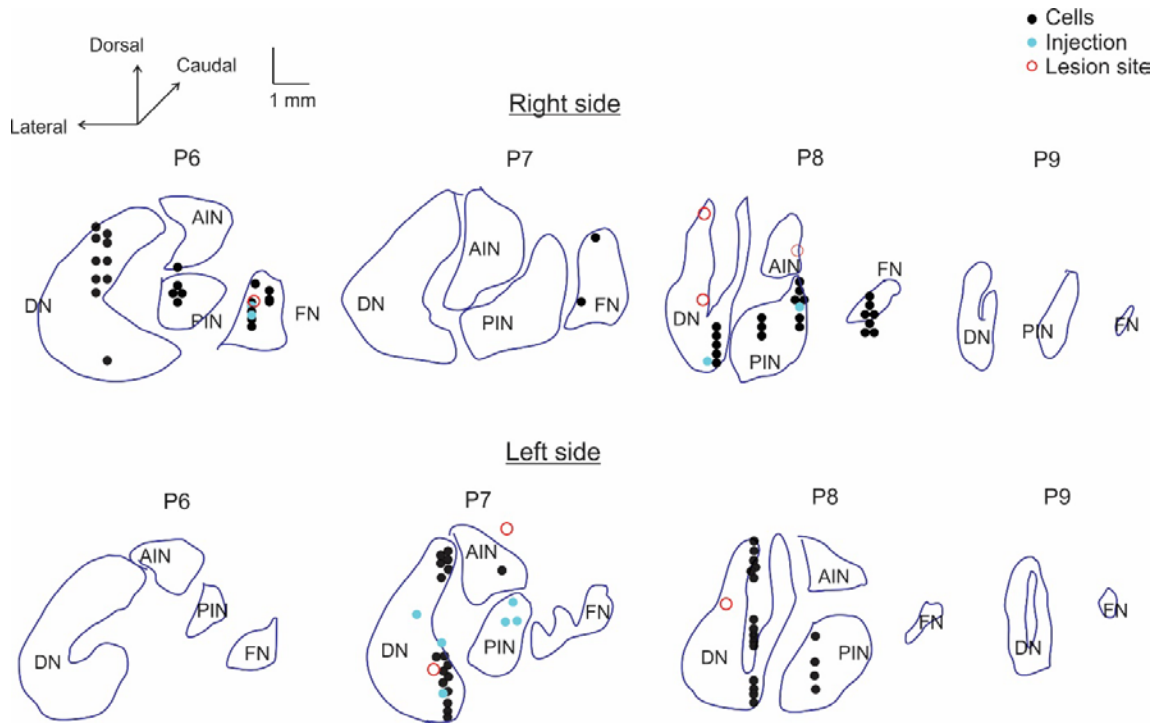 Cells
Injection
Lesion site
Dorsal
Caudal
Lateral
1 mm
Right side
P6
P7
P8
P9
AIN
DN
PIN
FN
AIN
DN
PIN
FN
AIN
FN
DN
PIN
DN
PIN
FN
Left side
P6
P7
P8
P9
AIN
PIN
DN
FN
AIN
FN
DN
PIN
AIN
FN
DN
PIN
FN
DN